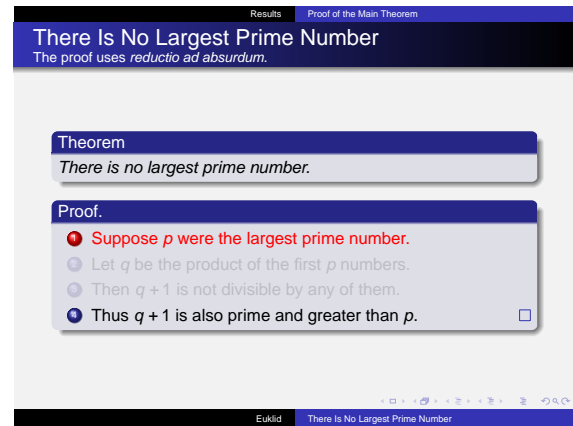 Results Proof of the Main Theorem
There Is No Largest Prime Number
The proof uses reductio ad absurdum.
Theorem
There is no largest prime number.
Proof.
1 Suppose p were the largest prime number.
2 Let q be the product of the first p numbers.
3 Then q + 1 is not divisible by any of them.
4 Thus q + 1 is also prime and greater than p.
Euklid There Is No Largest Prime Number